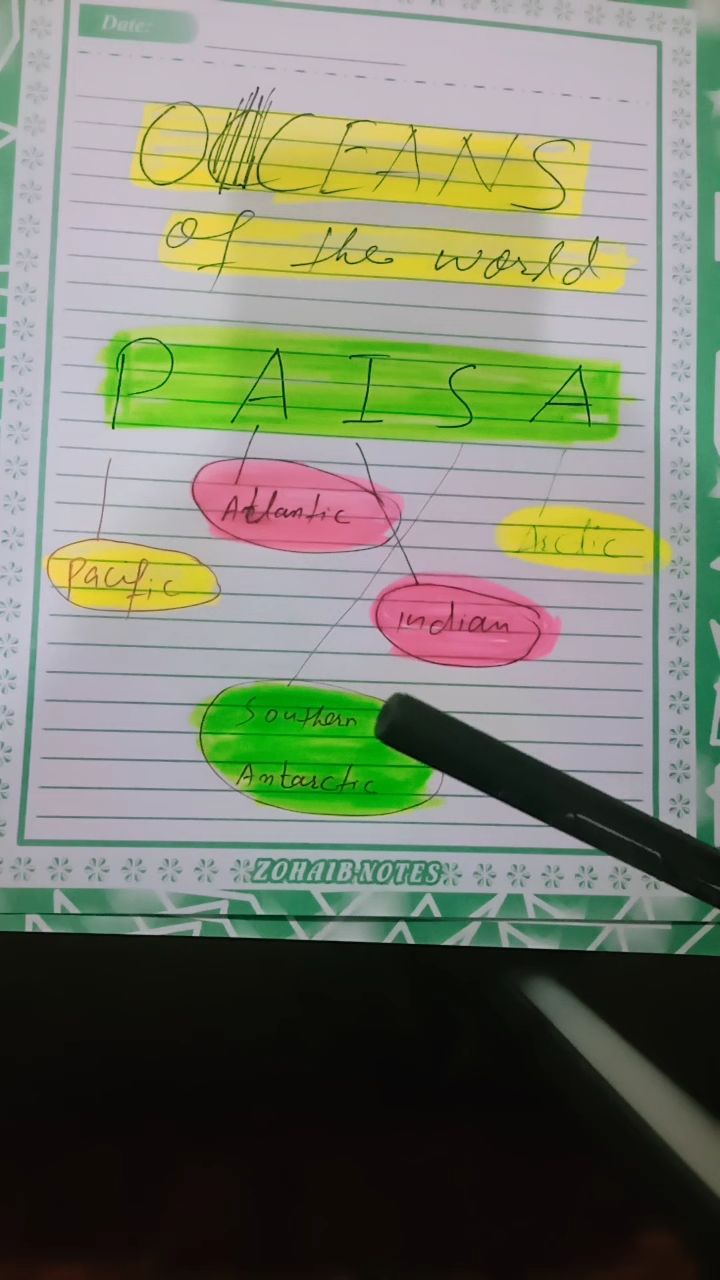 Date:
OCEANS
of the world
P A I S A
Atlantic
Arctic
Pacific
Indian
Southern
Antarctic
ZOHAIB NOTES